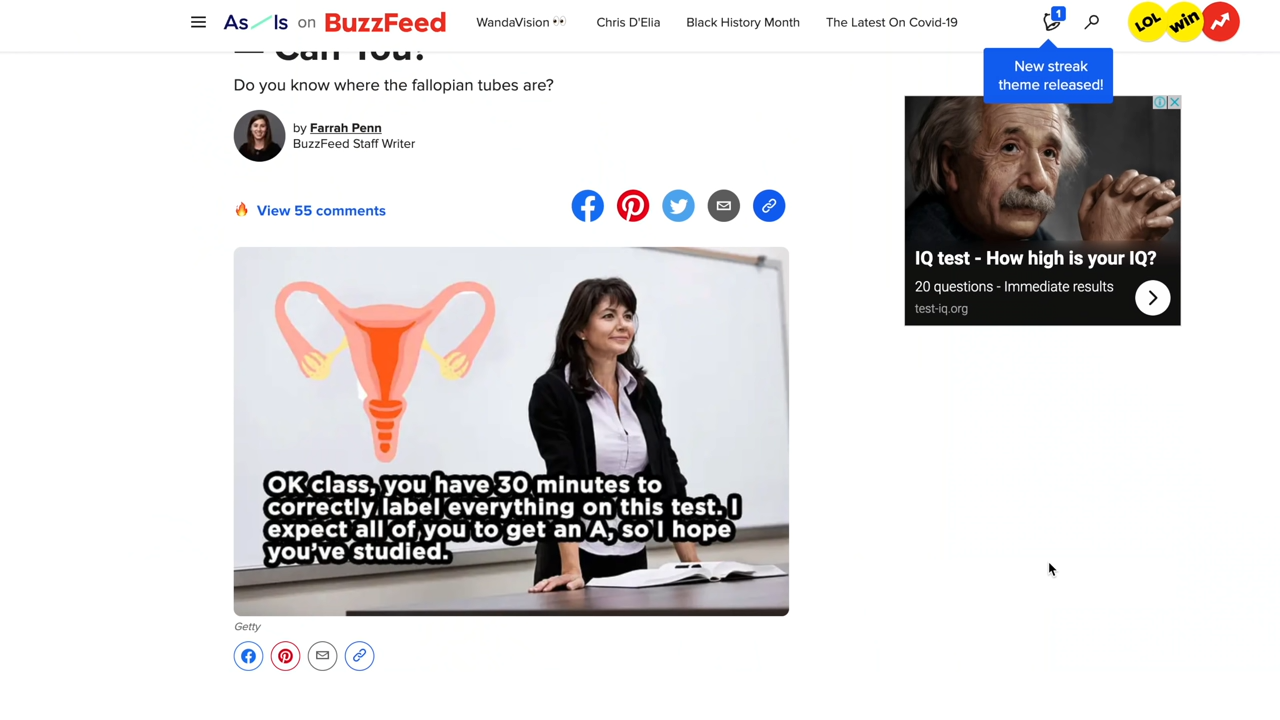 As/Is on BuzzFeed
WandaVision 👀
Chris D'Elia
Black History Month
The Latest On Covid-19
1
LOL
win
New streak
theme released!
— Can You?
Do you know where the fallopian tubes are?
by Farrah Penn
BuzzFeed Staff Writer
🔥 View 55 comments
IQ test - How high is your IQ?
20 questions - Immediate results
test-iq.org
OK class, you have 30 minutes to
correctly label everything on this test. I
expect all of you to get an A, so I hope
you've studied.
Getty